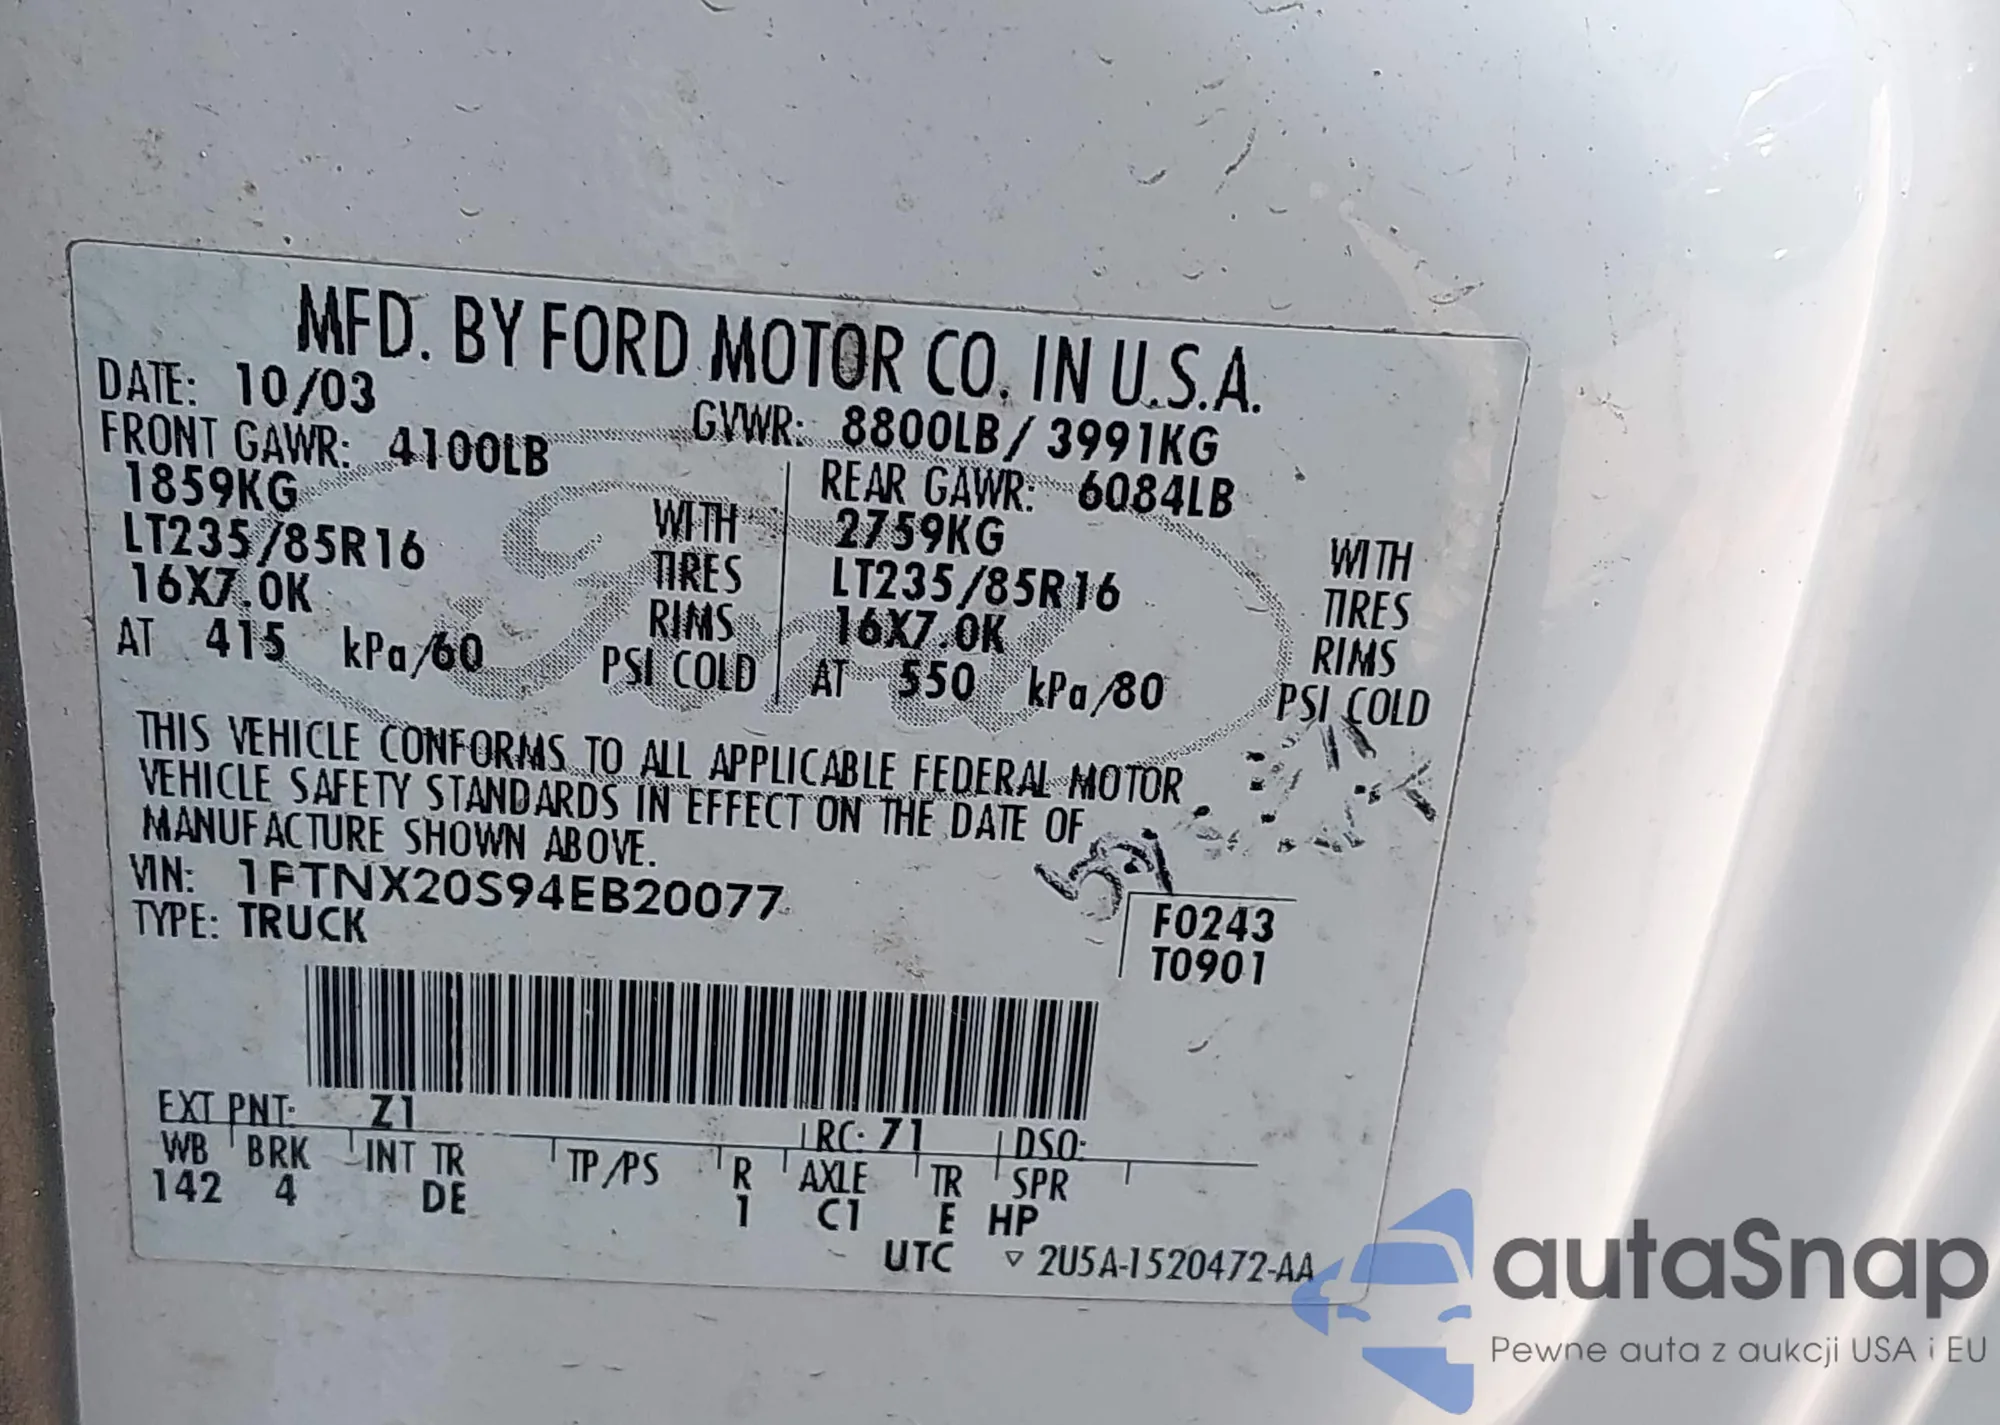 MFD. BY FORD MOTOR CO. IN U.S.A.
DATE: 10/03
GVWR: 8800LB/ 3991KG
FRONT GAWR: 4100LB
REAR GAWR: 6084LB
1859KG
WITH
2759KG
WITH
LT235/85R16
TIRES
LT235/85R16
TIRES
16X7.0K
RIMS
16X7.0K
RIMS
AT 415 kPa/60 PSI COLD
AT 550 kPa/80 PSI COLD
THIS VEHICLE CONFORMS TO ALL APPLICABLE FEDERAL MOTOR
VEHICLE SAFETY STANDARDS IN EFFECT ON THE DATE OF
MANUFACTURE SHOWN ABOVE.
VIN: 1FTNX20S94EB20077
TYPE: TRUCK
F0243
T0901
EXT PNT: Z1 RC: 71 DSO:
WB BRK INT TR TP/PS R AXLE TR SPR
142 4 DE 1 C1 E HP
UTC ▽ 2U5A-1520472-AA
Ford
autaSnap
Pewne auta z aukcji USA i EU